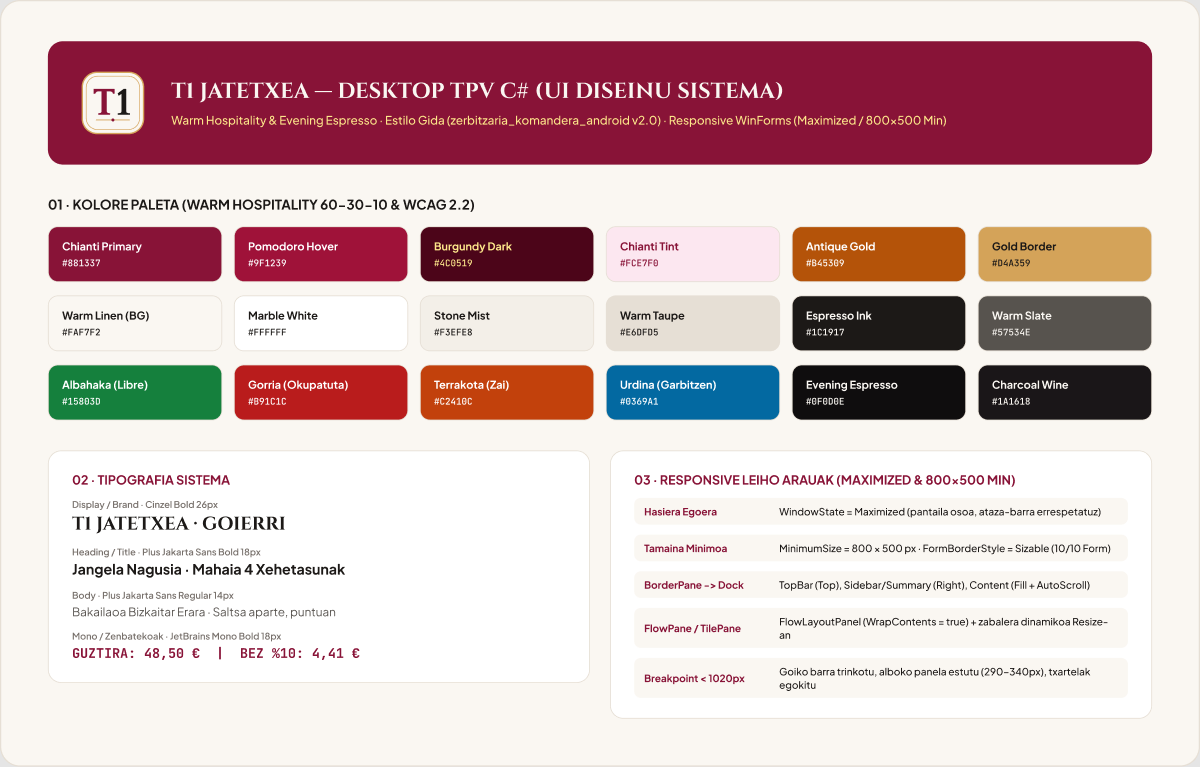 T1
T1 JATETXEA — DESKTOP TPV C# (UI DISEINU SISTEMA)
Warm Hospitality & Evening Espresso · Estilo Gida (zerbitzaria_komandera_android v2.0) · Responsive WinForms (Maximized / 800×500 Min)
01 · KOLORE PALETA (WARM HOSPITALITY 60-30-10 & WCAG 2.2)
Chianti Primary
#881337
Pomodoro Hover
#9F1239
Burgundy Dark
#4C0519
Chianti Tint
#FCE7F0
Antique Gold
#B45309
Gold Border
#D4A359
Warm Linen (BG)
#FAF7F2
Marble White
#FFFFFF
Stone Mist
#F3EFE8
Warm Taupe
#E6DFD5
Espresso Ink
#1C1917
Warm Slate
#57534E
Albahaka (Libre)
#15803D
Gorria (Okupatuta)
#B91C1C
Terrakota (Zai)
#C2410C
Urdina (Garbitzen)
#0369A1
Evening Espresso
#0F0D0E
Charcoal Wine
#1A1618
02 · TIPOGRAFIA SISTEMA
Display / Brand · Cinzel Bold 26px
T1 JATETXEA · GOIERRI
Heading / Title · Plus Jakarta Sans Bold 18px
Jangela Nagusia · Mahaia 4 Xehetasunak
Body · Plus Jakarta Sans Regular 14px
Bakailaoa Bizkaitar Erara · Saltsa aparte, puntuan
Mono / Zenbatekoak · JetBrains Mono Bold 18px
GUZTIRA: 48,50 € | BEZ %10: 4,41 €
03 · RESPONSIVE LEIHO ARAUAK (MAXIMIZED & 800×500 MIN)
Hasiera Egoera
WindowState = Maximized (pantaila osoa, ataza-barra errespetatuz)
Tamaina Minimoa
MinimumSize = 800 × 500 px · FormBorderStyle = Sizable (10/10 Form)
BorderPane -> Dock
TopBar (Top), Sidebar/Summary (Right), Content (Fill + AutoScroll)
FlowPane / TilePane
FlowLayoutPanel (WrapContents = true) + zabalera dinamikoa Resize-
an
Breakpoint < 1020px
Goiko barra trinkotu, alboko panela estutu (290-340px), txartelak
egokitu